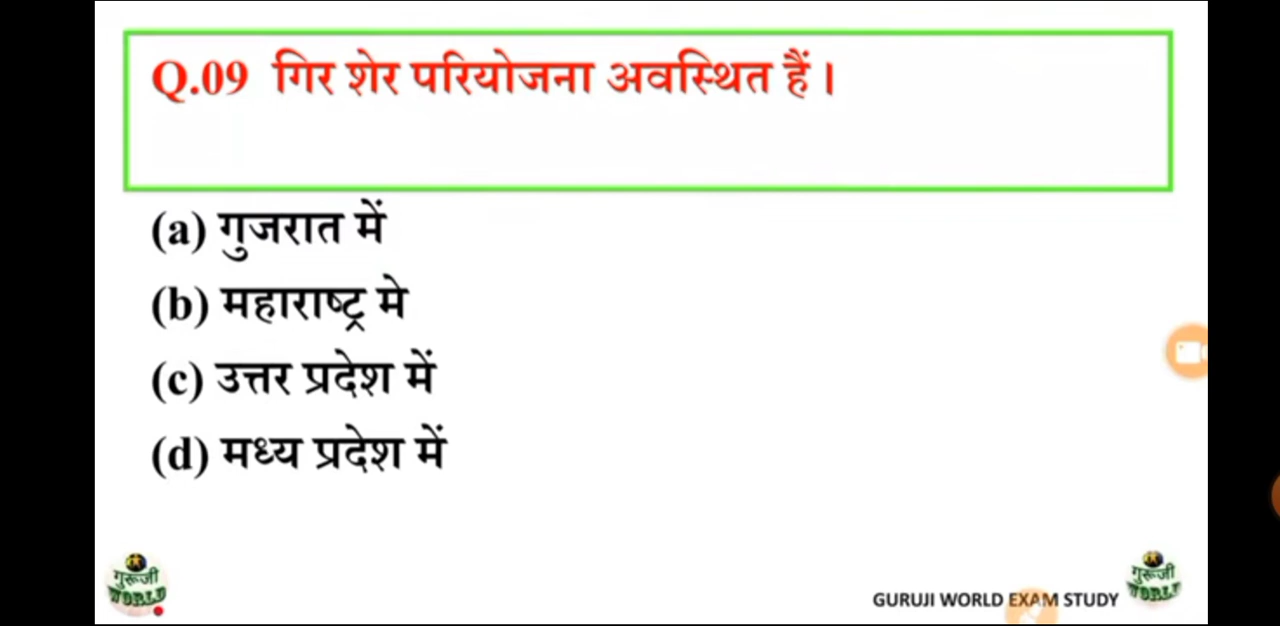 Q.09 गिर शेर परियोजना अवस्थित हैं ।
(a) गुजरात में
(b) महाराष्ट्र मे
(c) उत्तर प्रदेश में
(d) मध्य प्रदेश में
गुरूजी
WORLD
GURUJI WORLD EXAM STUDY
गुरूजी
WORLD